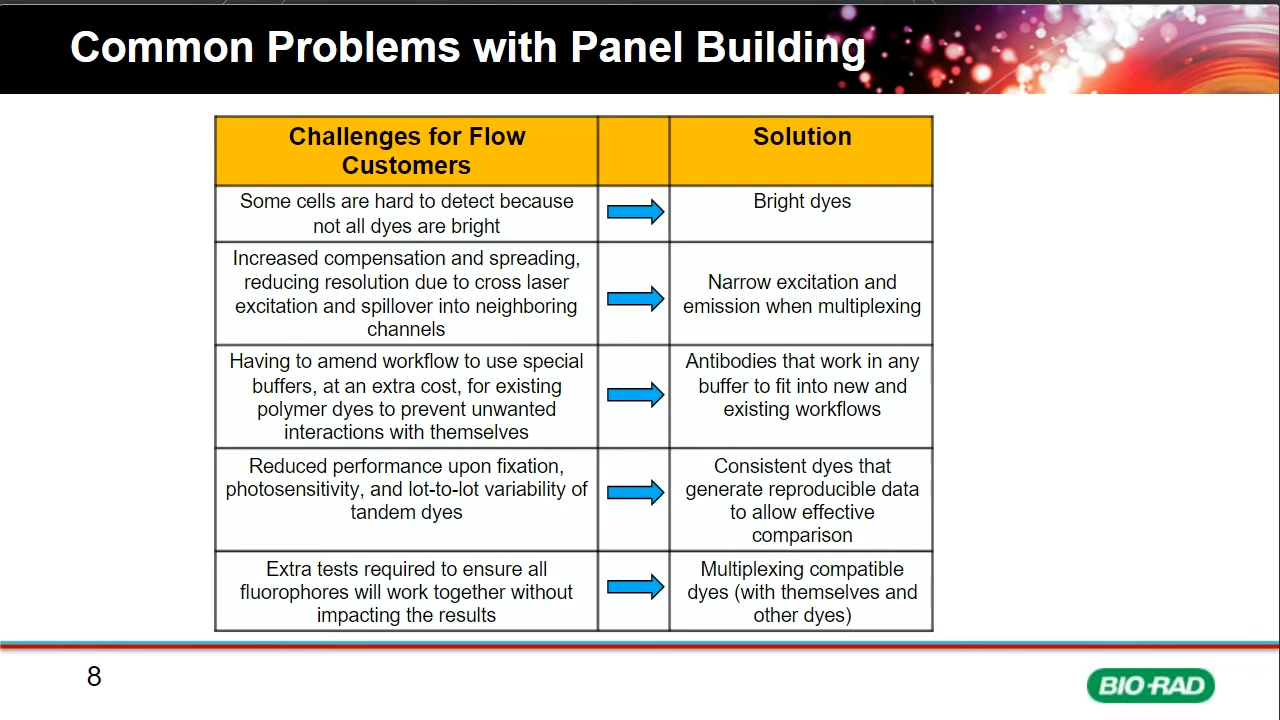 Common Problems with Panel Building
Challenges for Flow
Customers
Solution
Some cells are hard to detect because
not all dyes are bright
Bright dyes
Increased compensation and spreading,
reducing resolution due to cross laser
excitation and spillover into neighboring
channels
Narrow excitation and
emission when multiplexing
Having to amend workflow to use special
buffers, at an extra cost, for existing
polymer dyes to prevent unwanted
interactions with themselves
Antibodies that work in any
buffer to fit into new and
existing workflows
Reduced performance upon fixation,
photosensitivity, and lot-to-lot variability of
tandem dyes
Consistent dyes that
generate reproducible data
to allow effective
comparison
Extra tests required to ensure all
fluorophores will work together without
impacting the results
Multiplexing compatible
dyes (with themselves and
other dyes)
8
BIO-RAD